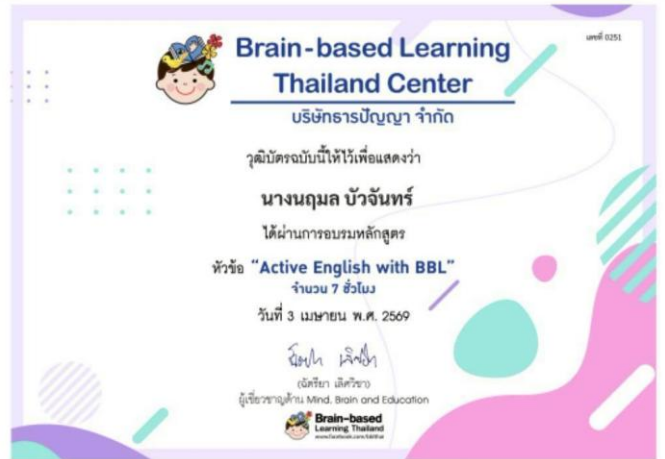 เลขที่ 0251
Brain-based Learning
Thailand Center
บริษัทธารปัญญา จำกัด
วุฒิบัตรฉบับนี้ให้ไว้เพื่อแสดงว่า
นางนฤมล บัวจันทร์
ได้ผ่านการอบรมหลักสูตร
หัวข้อ “Active English with BBL”
จำนวน 7 ชั่วโมง
วันที่ 3 เมษายน พ.ศ. 2569
(ฉัตรียา เลิศวิชา)
ผู้เชี่ยวชาญด้าน Mind, Brain and Education
Brain-based
Learning Thailand
www.facebook.com/bblthai